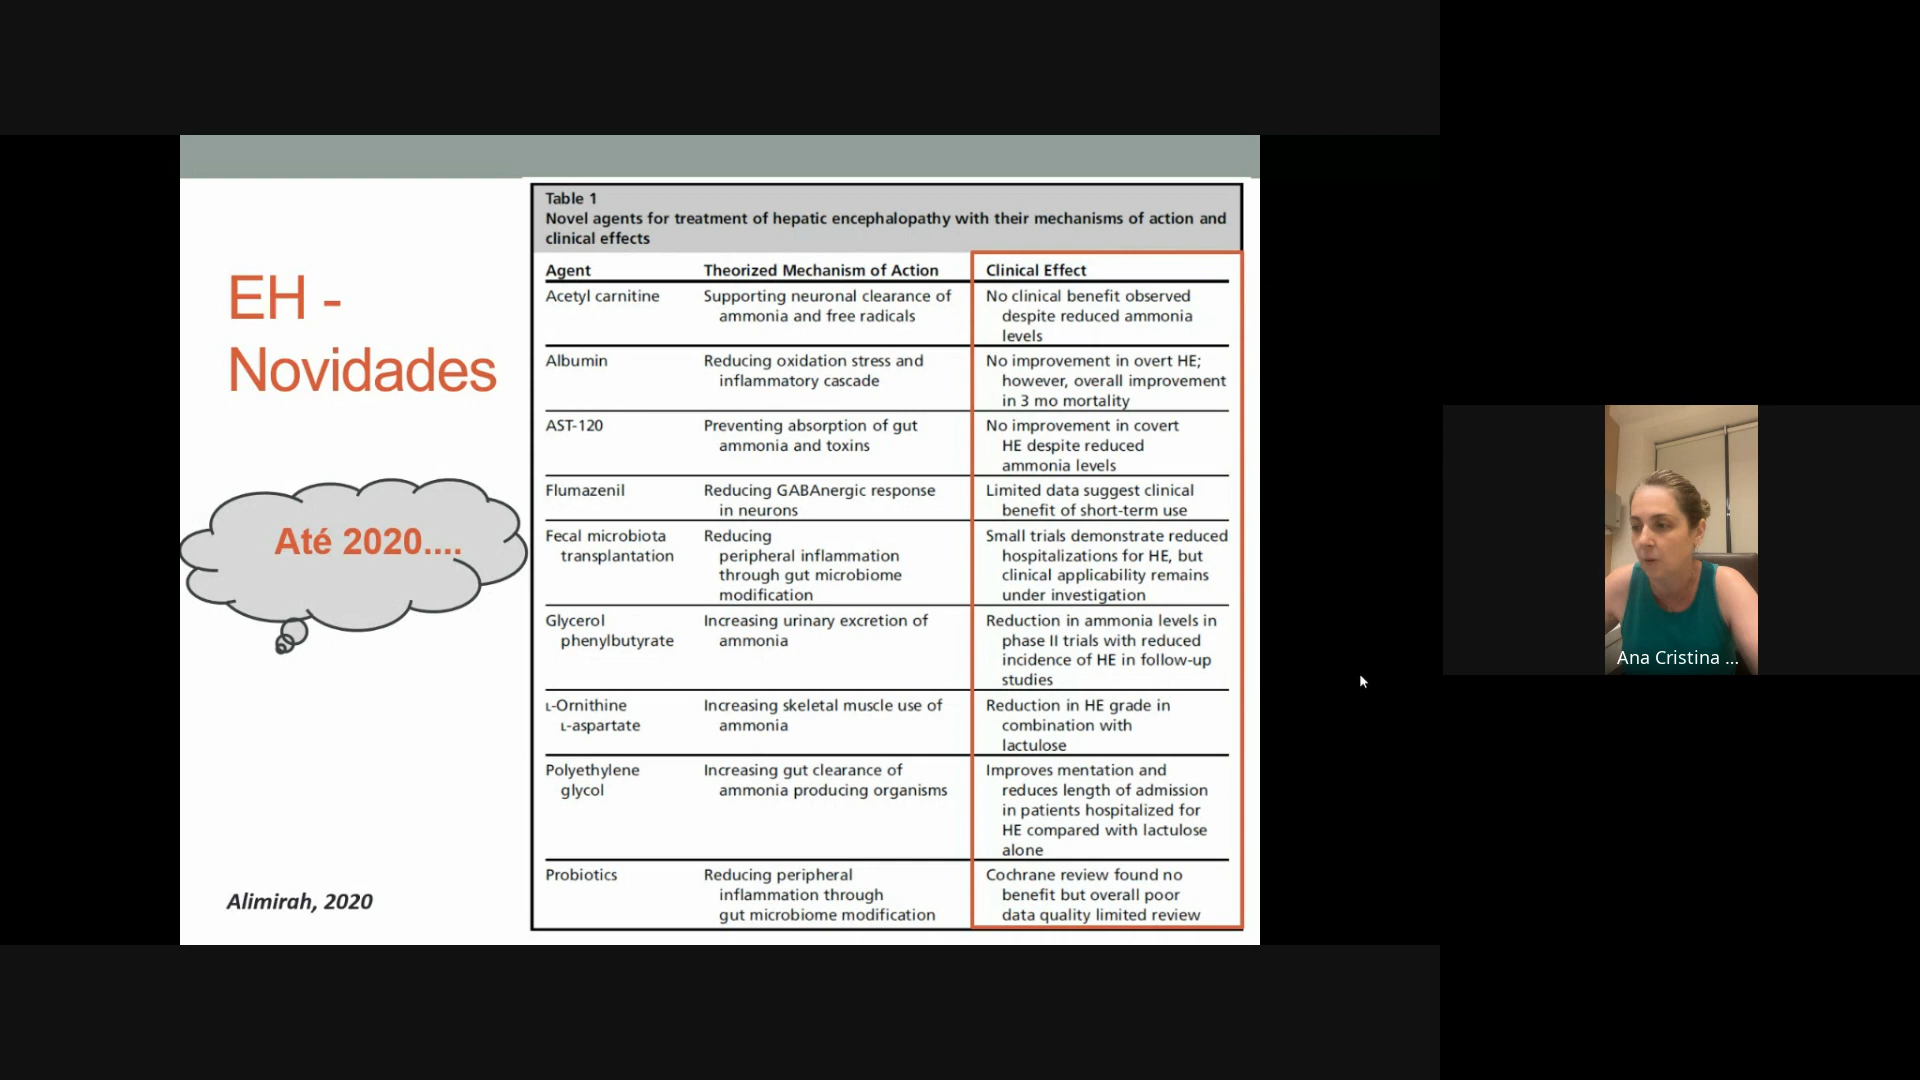 EH -
Novidades
Até 2020....
Alimirah, 2020
Table 1
Novel agents for treatment of hepatic encephalopathy with their mechanisms of action and
clinical effects
Agent Theorized Mechanism of Action Clinical Effect
Acetyl carnitine Supporting neuronal clearance of No clinical benefit observed
ammonia and free radicals despite reduced ammonia
levels
Albumin Reducing oxidation stress and No improvement in overt HE;
inflammatory cascade however, overall improvement
in 3 mo mortality
AST-120 Preventing absorption of gut No improvement in covert
ammonia and toxins HE despite reduced
ammonia levels
Flumazenil Reducing GABAnergic response Limited data suggest clinical
in neurons benefit of short-term use
Fecal microbiota Reducing Small trials demonstrate reduced
transplantation peripheral inflammation hospitalizations for HE, but
through gut microbiome clinical applicability remains
modification under investigation
Glycerol Increasing urinary excretion of Reduction in ammonia levels in
phenylbutyrate ammonia phase II trials with reduced
incidence of HE in follow-up
studies
L-Ornithine Increasing skeletal muscle use of Reduction in HE grade in
L-aspartate ammonia combination with
lactulose
Polyethylene Increasing gut clearance of Improves mentation and
glycol ammonia producing organisms reduces length of admission
in patients hospitalized for
HE compared with lactulose
alone
Probiotics Reducing peripheral Cochrane review found no
inflammation through benefit but overall poor
gut microbiome modification data quality limited review
Ana Cristina ...